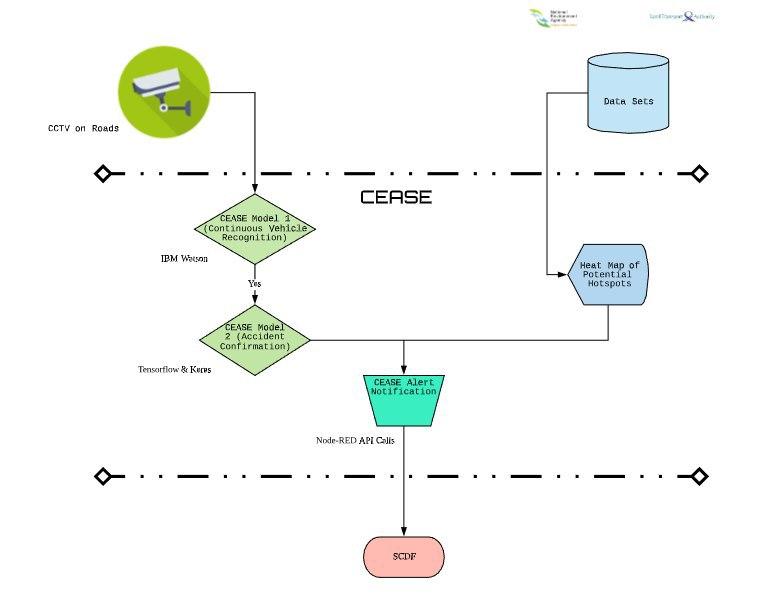 National
Environment
Agency
Land Transport Authority
Data Sets
CCTV on Roads
CEASE
CEASE Model 1
(Continuous Vehicle
Recognition)
IBM Watson
Yes
Heat Map of
Potential
Hotspots
CEASE Model
2 (Accident
Confirmation)
Tensorflow & Keres
CEASE Alert
Notification
Node-RED API Calls
SCDF